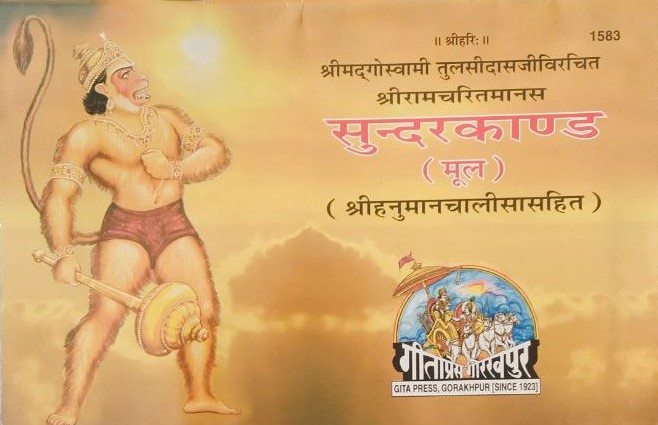 ॥ श्रीहरिः ॥
1583
श्रीमद्गोस्वामी तुलसीदासजीविरचित
श्रीरामचरितमानस
सुन्दरकाण्ड
( मूल )
( श्रीहनुमानचालीसासहित )
गीताप्रेस गोरखपुर
GITA PRESS, GORAKHPUR [SINCE 1923]